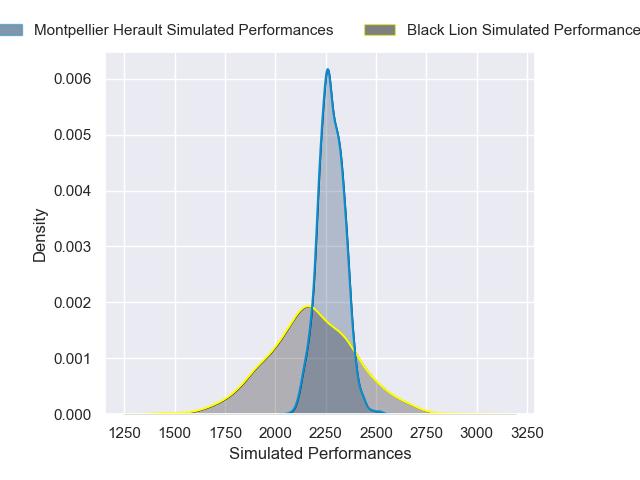 Montpellier Herault Simulated Performances
Black Lion Simulated Performance
0.006
0.005
0.004
0.003
0.002
0.001
0.000
Density
1250 1500 1750 2000 2250 2500 2750 3000 3250
Simulated Performances